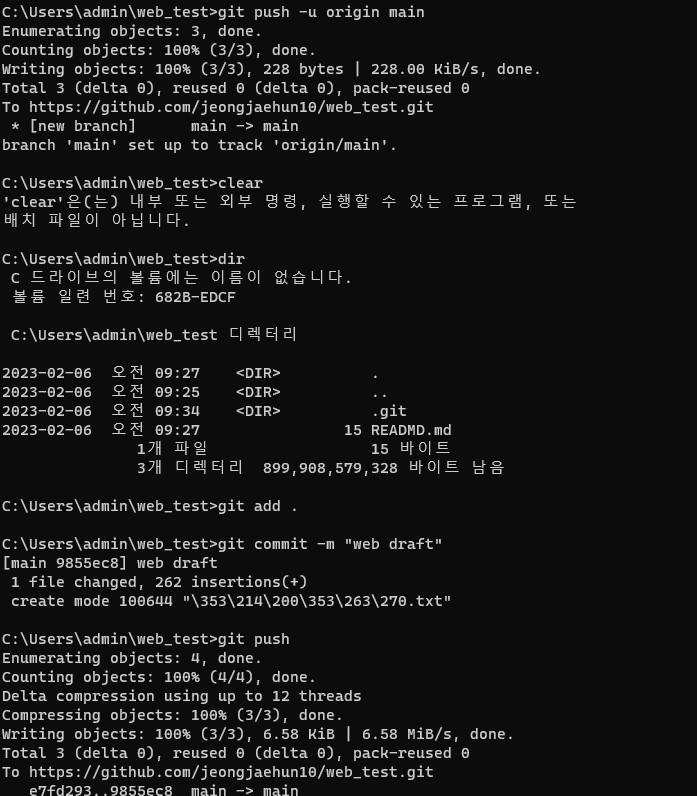 C:\Users\admin\web_test>git push -u origin main
Enumerating objects: 3, done.
Counting objects: 100% (3/3), done.
Writing objects: 100% (3/3), 228 bytes | 228.00 KiB/s, done.
Total 3 (delta 0), reused 0 (delta 0), pack-reused 0
To https://github.com/jeongjaehun10/web_test.git
 * [new branch]      main -> main
branch 'main' set up to track 'origin/main'.
C:\Users\admin\web_test>clear
'clear'은(는) 내부 또는 외부 명령, 실행할 수 있는 프로그램, 또는
배치 파일이 아닙니다.
C:\Users\admin\web_test>dir
 C 드라이브의 볼륨에는 이름이 없습니다.
 볼륨 일련 번호: 682B-EDCF
 C:\Users\admin\web_test 디렉터리
2023-02-06  오전 09:27    <DIR>          .
2023-02-06  오전 09:25    <DIR>          ..
2023-02-06  오전 09:34    <DIR>          .git
2023-02-06  오전 09:27                15 READMD.md
               1개 파일                  15 바이트
               3개 디렉터리  899,908,579,328 바이트 남음
C:\Users\admin\web_test>git add .
C:\Users\admin\web_test>git commit -m "web draft"
[main 9855ec8] web draft
 1 file changed, 262 insertions(+)
 create mode 100644 "\353\214\200\353\263\270.txt"
C:\Users\admin\web_test>git push
Enumerating objects: 4, done.
Counting objects: 100% (4/4), done.
Delta compression using up to 12 threads
Compressing objects: 100% (3/3), done.
Writing objects: 100% (3/3), 6.58 KiB | 6.58 MiB/s, done.
Total 3 (delta 0), reused 0 (delta 0), pack-reused 0
To https://github.com/jeongjaehun10/web_test.git
   e7fd293..9855ec8  main -> main